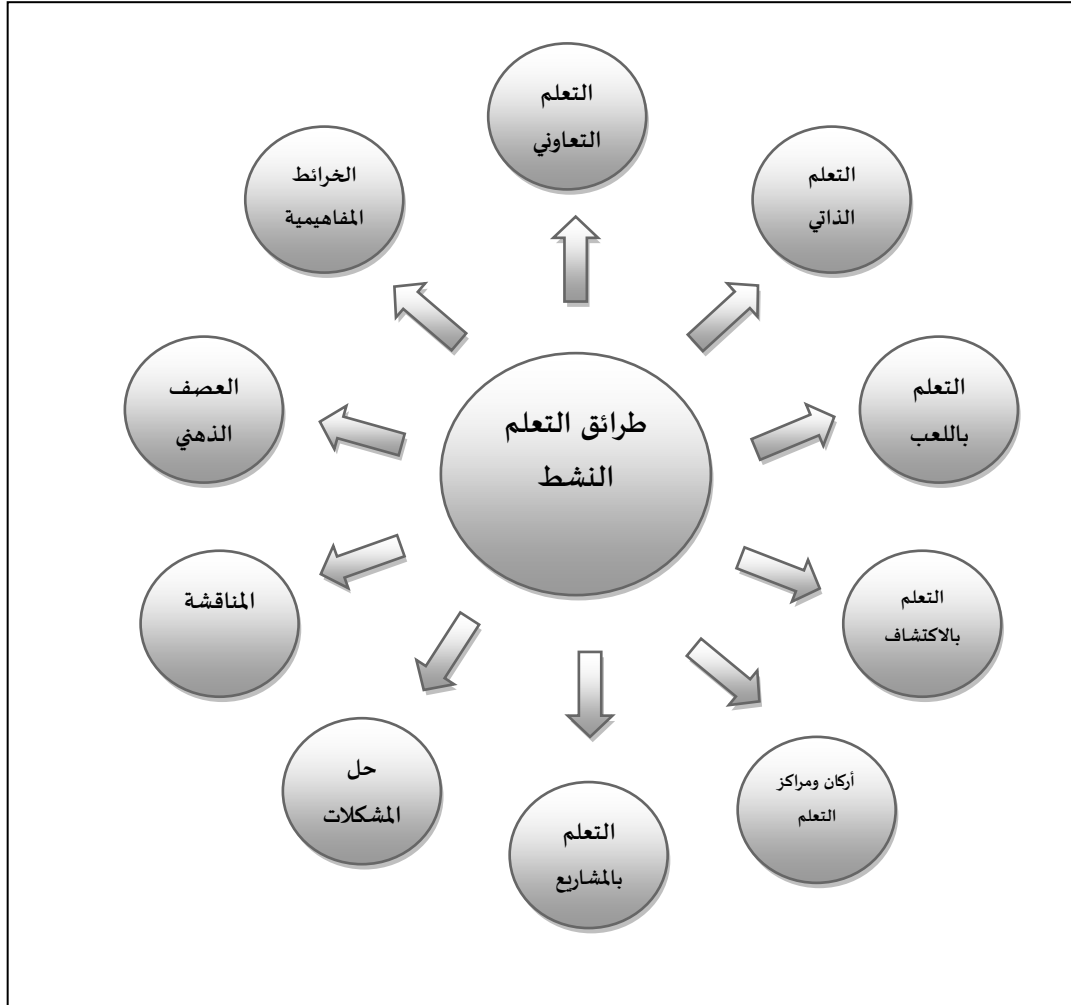 طرائق التعلم
النشط
التعلم
التعاوني
التعلم
الذاتي
التعلم
باللعب
التعلم
بالاكتشاف
أركان ومراكز
التعلم
التعلم
بالمشاريع
حل
المشكلات
المناقشة
العصف
الذهني
الخرائط
المفاهيمية